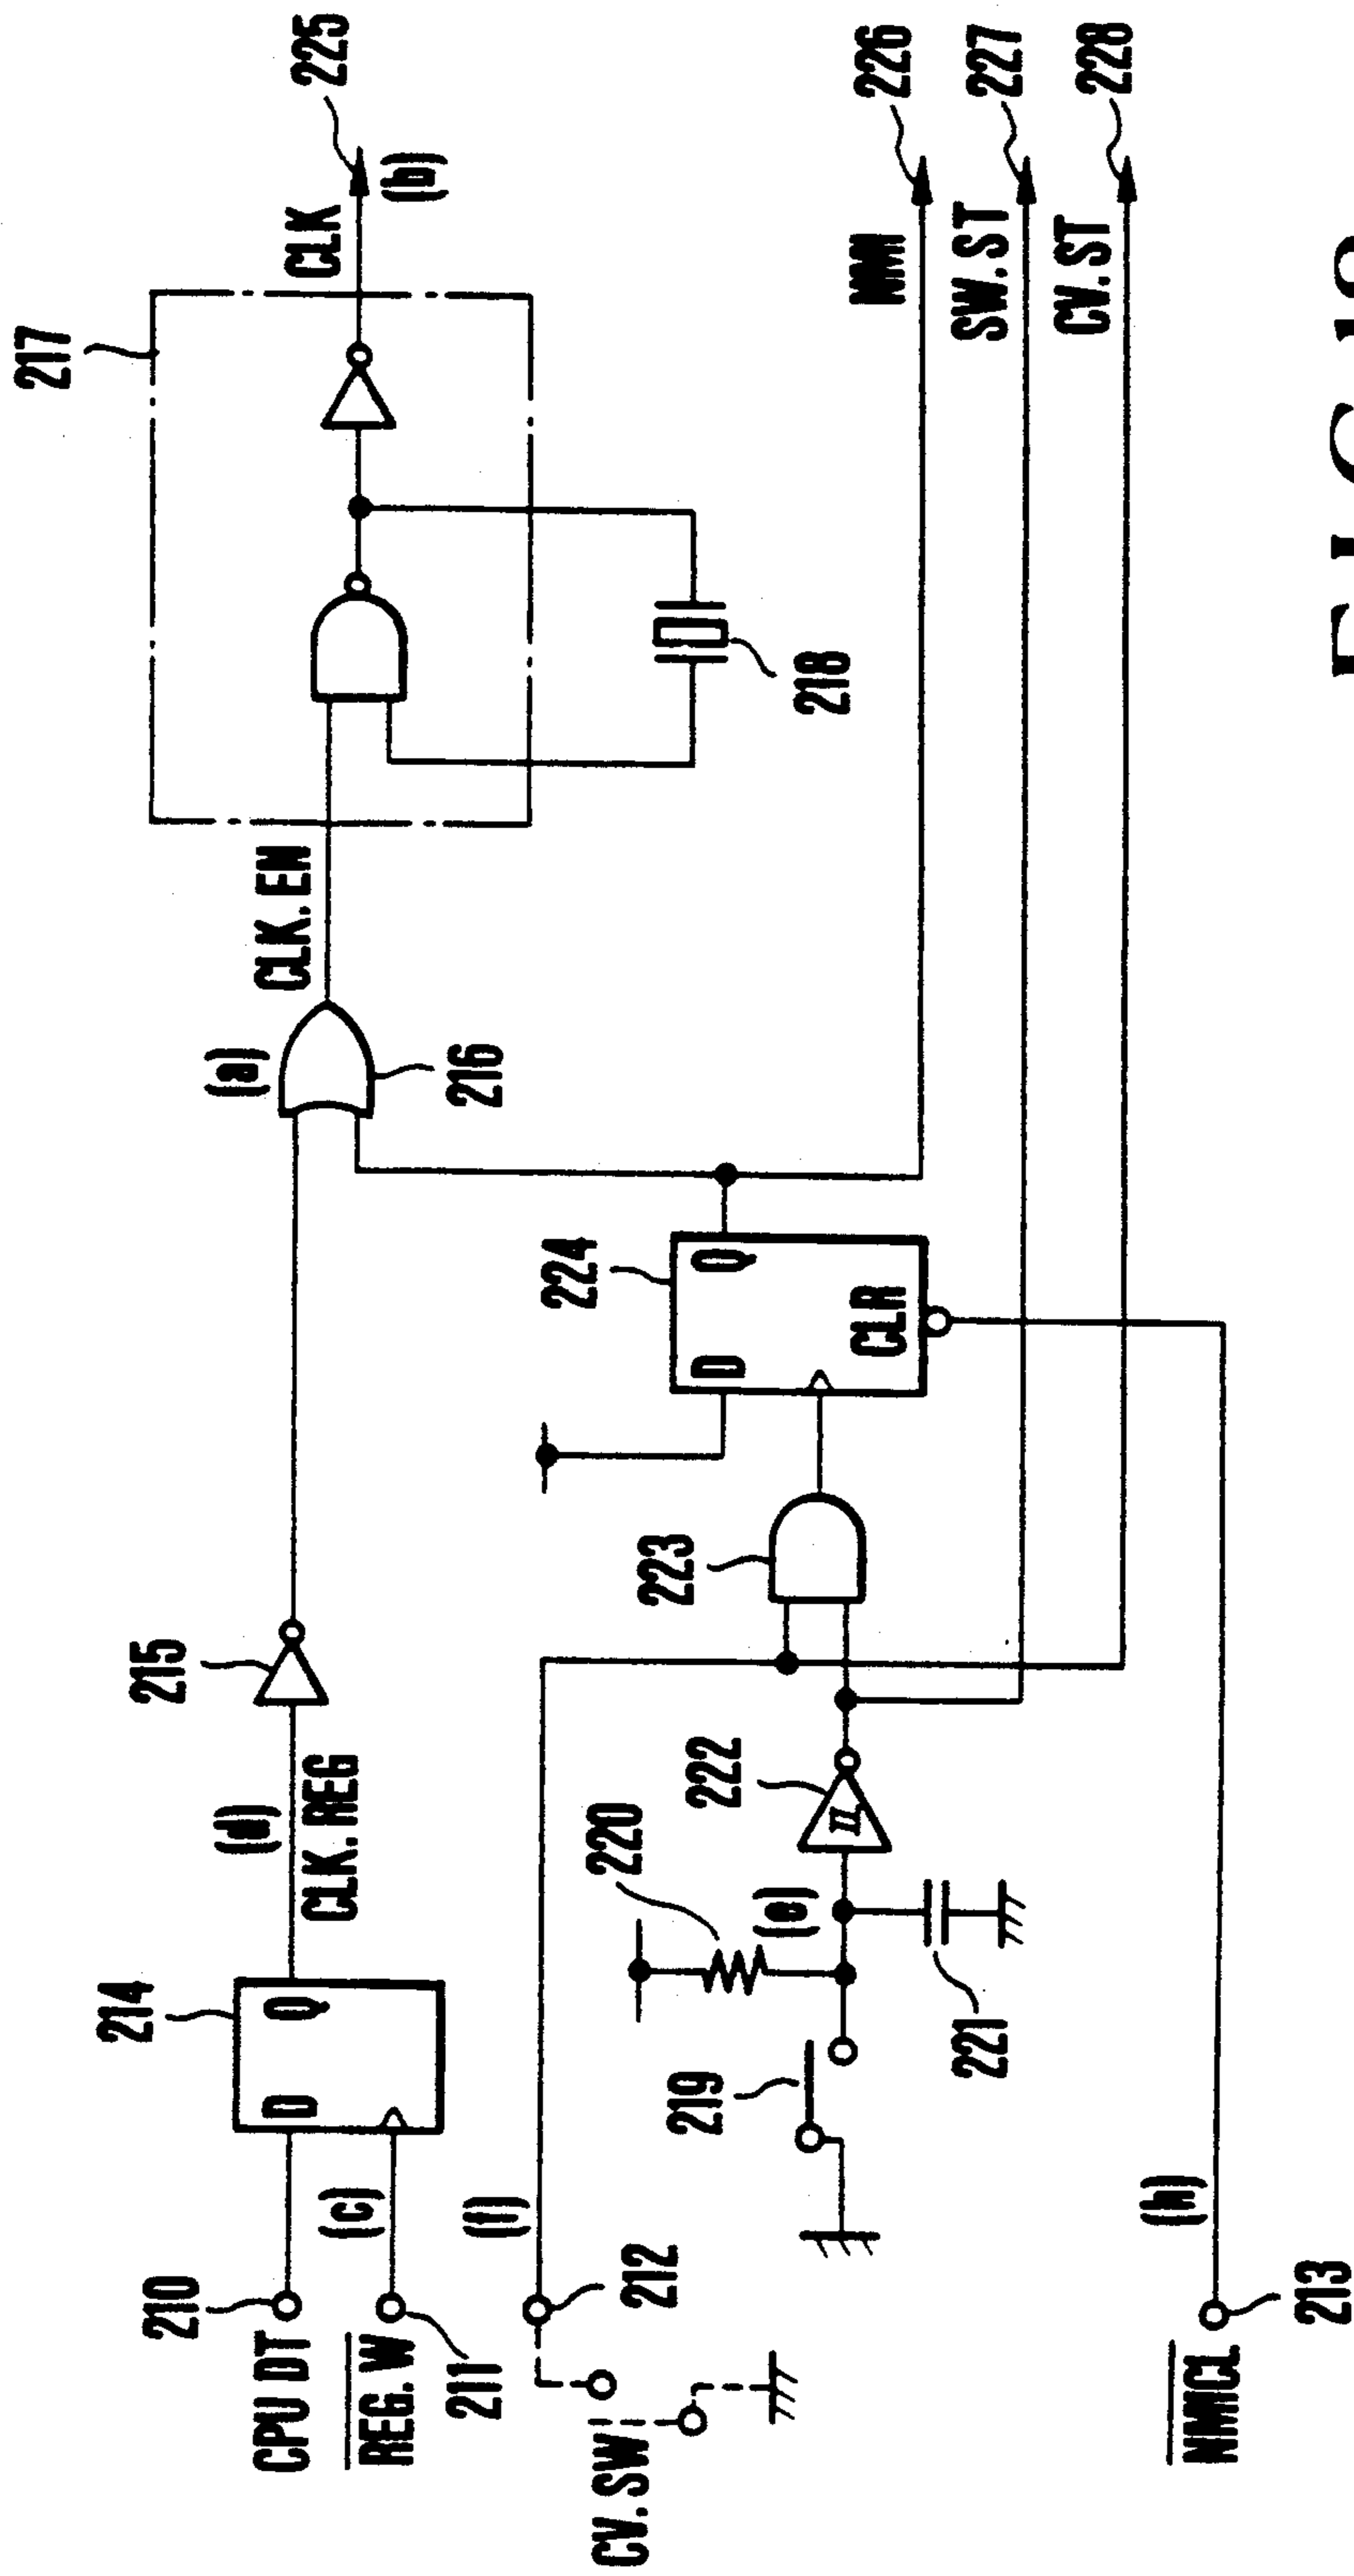 CPU DT
210
REG. W
211
(c)
D
Q
214
(d)
CLK. REG
215
(a)
216
CLK. EN
217
218
CLK
(b)
225
CV. SW
212
(f)
219
220
(e)
221
222
223
224
D
Q
CLR
NMI
226
SW. ST
227
CV. ST
228
NMCL
213
(h)